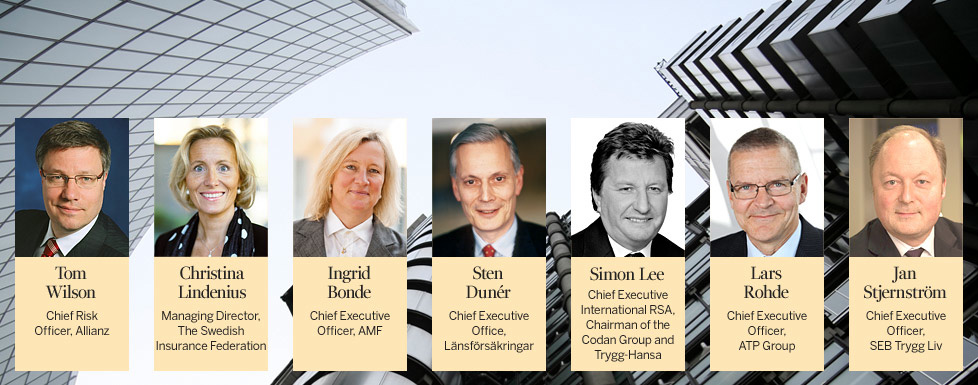 Tom
Wilson
Chief Risk
Officer, Allianz
Christina
Lindenius
Managing Director,
The Swedish
Insurance Federation
Ingrid
Bonde
Chief Executive
Officer, AMF
Sten
Dunér
Chief Executive
Office,
Länsförsäkringar
Simon Lee
Chief Executive
International RSA,
Chairman of the
Codan Group and
Trygg-Hansa
Lars
Rohde
Chief Executive
Officer,
ATP Group
Jan
Stjernström
Chief Executive
Officer,
SEB Trygg Liv